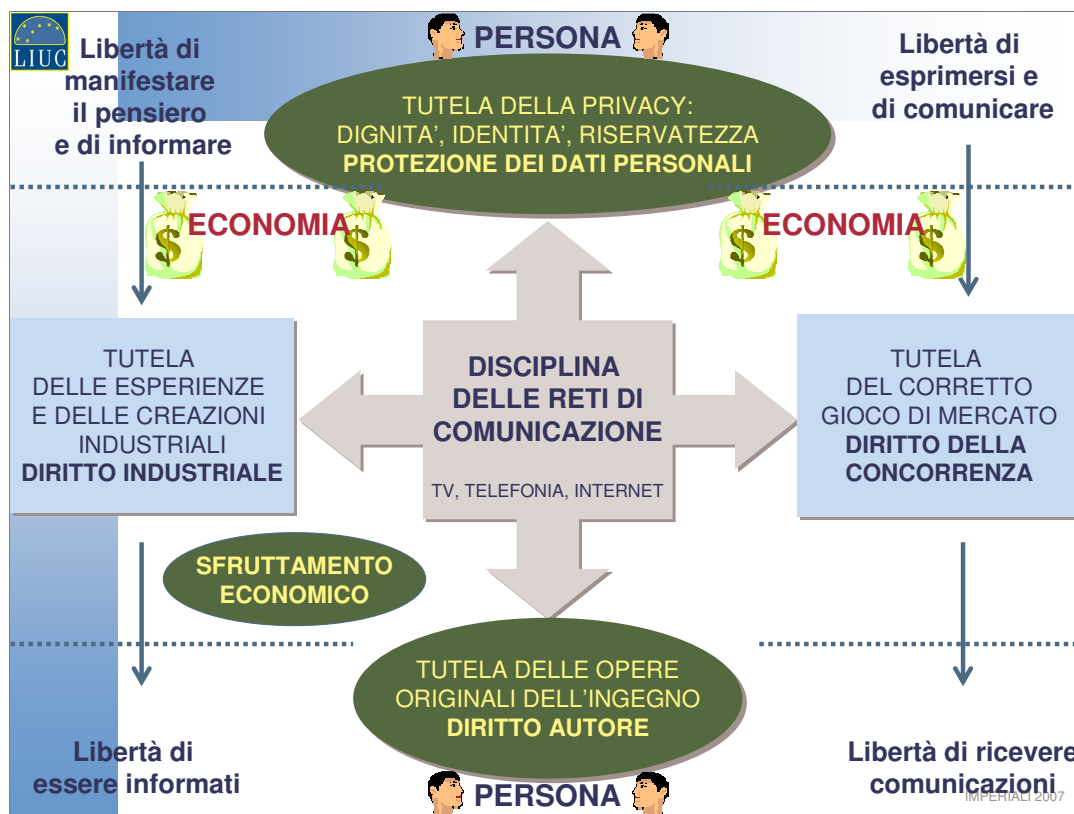 LIUC
Libertà di
manifestare
il pensiero
e di informare
PERSONA
Libertà di
esprimersi e
di comunicare
TUTELA DELLA PRIVACY:
DIGNITA’, IDENTITA’, RISERVATEZZA
PROTEZIONE DEI DATI PERSONALI
$ ECONOMIA $
$ ECONOMIA $
TUTELA
DELLE ESPERIENZE
E DELLE CREAZIONI
INDUSTRIALI
DIRITTO INDUSTRIALE
DISCIPLINA
DELLE RETI DI
COMUNICAZIONE
TV, TELEFONIA, INTERNET
TUTELA
DEL CORRETTO
GIOCO DI MERCATO
DIRITTO DELLA
CONCORRENZA
SFRUTTAMENTO
ECONOMICO
TUTELA DELLE OPERE
ORIGINALI DELL’INGEGNO
DIRITTO AUTORE
Libertà di
essere informati
PERSONA
Libertà di ricevere
comunicazioni
IMPERIALI 2007